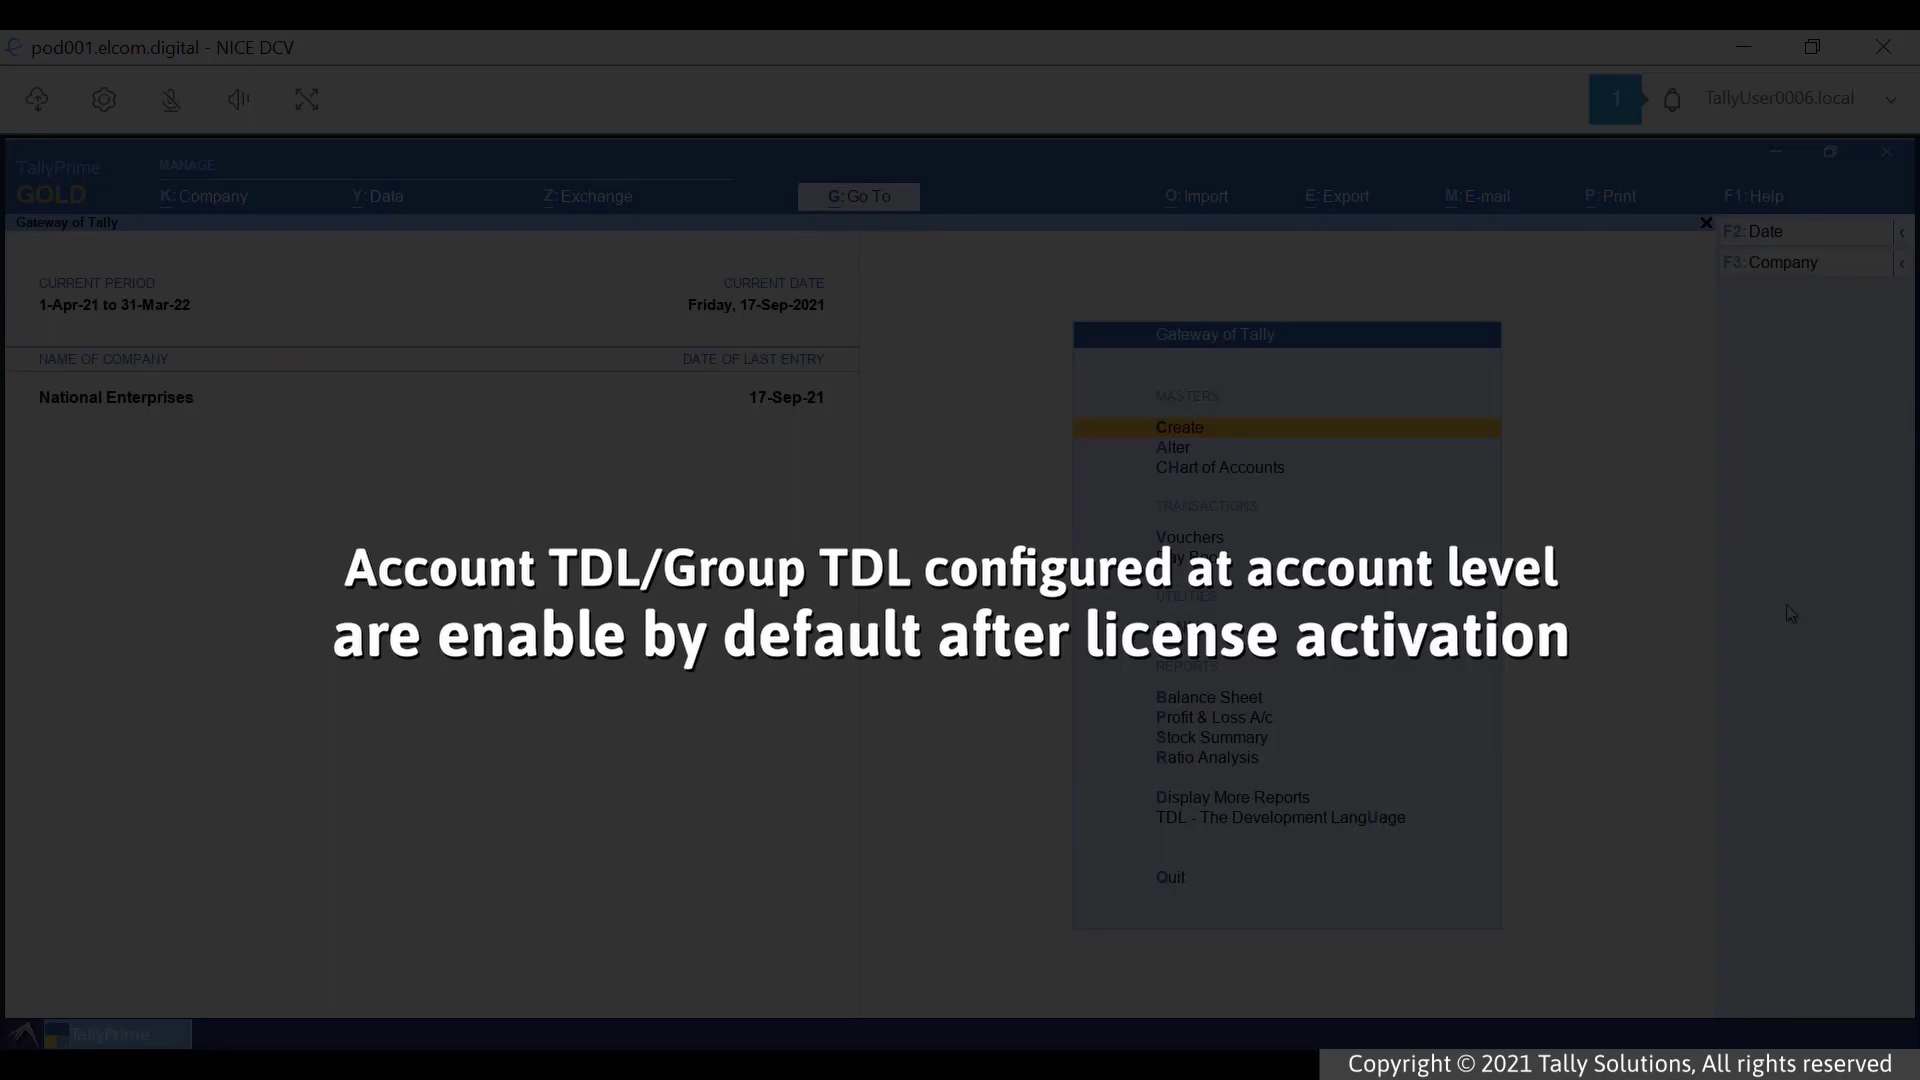 pod001.elcom.digital - NICE DCV
1
TallyUser0006.local
TallyPrime
GOLD
MANAGE
K: Company
Y: Data
Z: Exchange
G: Go To
O: Import
E: Export
M: E-mail
P: Print
F1: Help
Gateway of Tally
F2: Date
F3: Company
CURRENT PERIOD
CURRENT DATE
1-Apr-21 to 31-Mar-22
Friday, 17-Sep-2021
NAME OF COMPANY
DATE OF LAST ENTRY
National Enterprises
17-Sep-21
Gateway of Tally
MASTERS
Create
Alter
CHart of Accounts
TRANSACTIONS
Vouchers
UTILITIES
REPORTS
Balance Sheet
Profit & Loss A/c
Stock Summary
Ratio Analysis
Display More Reports
TDL - The Development LangUage
Quit
Account TDL/Group TDL configured at account level
are enable by default after license activation
TallyPrime
Copyright © 2021 Tally Solutions, All rights reserved